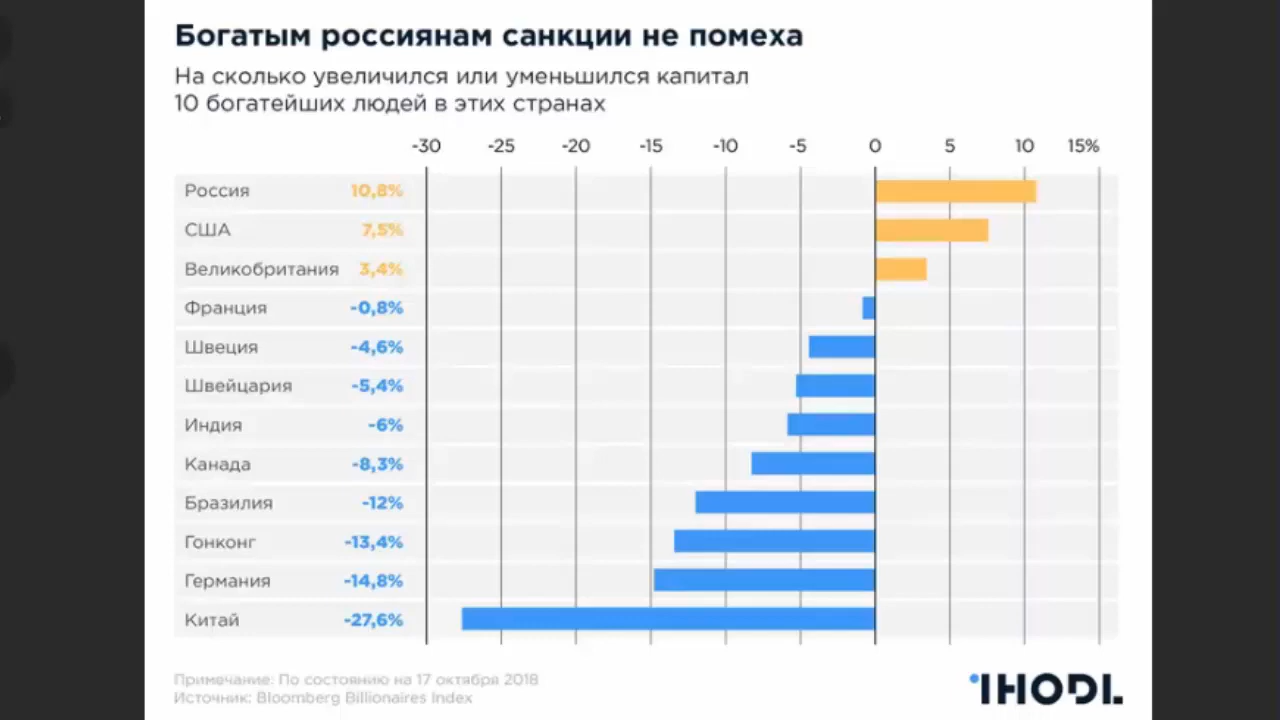 Богатым россиянам санкции не помеха
На сколько увеличился или уменьшился капитал
10 богатейших людей в этих странах
-30 -25 -20 -15 -10 -5 0 5 10 15%
Россия 10,8%
США 7,5%
Великобритания 3,4%
Франция -0,8%
Швеция -4,6%
Швейцария -5,4%
Индия -6%
Канада -8,3%
Бразилия -12%
Гонконг -13,4%
Германия -14,8%
Китай -27,6%
Примечание: По состоянию на 17 октября 2018
Источник: Bloomberg Billionaires Index
IHODL.